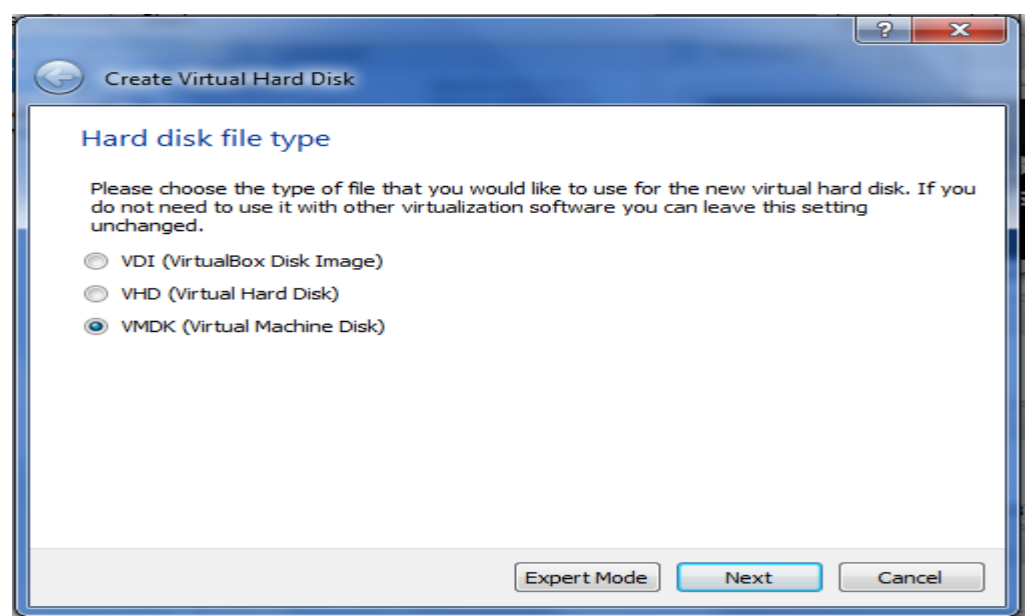 ?
Create Virtual Hard Disk
Hard disk file type
Please choose the type of file that you would like to use for the new virtual hard disk. If you
do not need to use it with other virtualization software you can leave this setting
unchanged.
VDI (VirtualBox Disk Image)
VHD (Virtual Hard Disk)
VMDK (Virtual Machine Disk)
Expert Mode Next Cancel